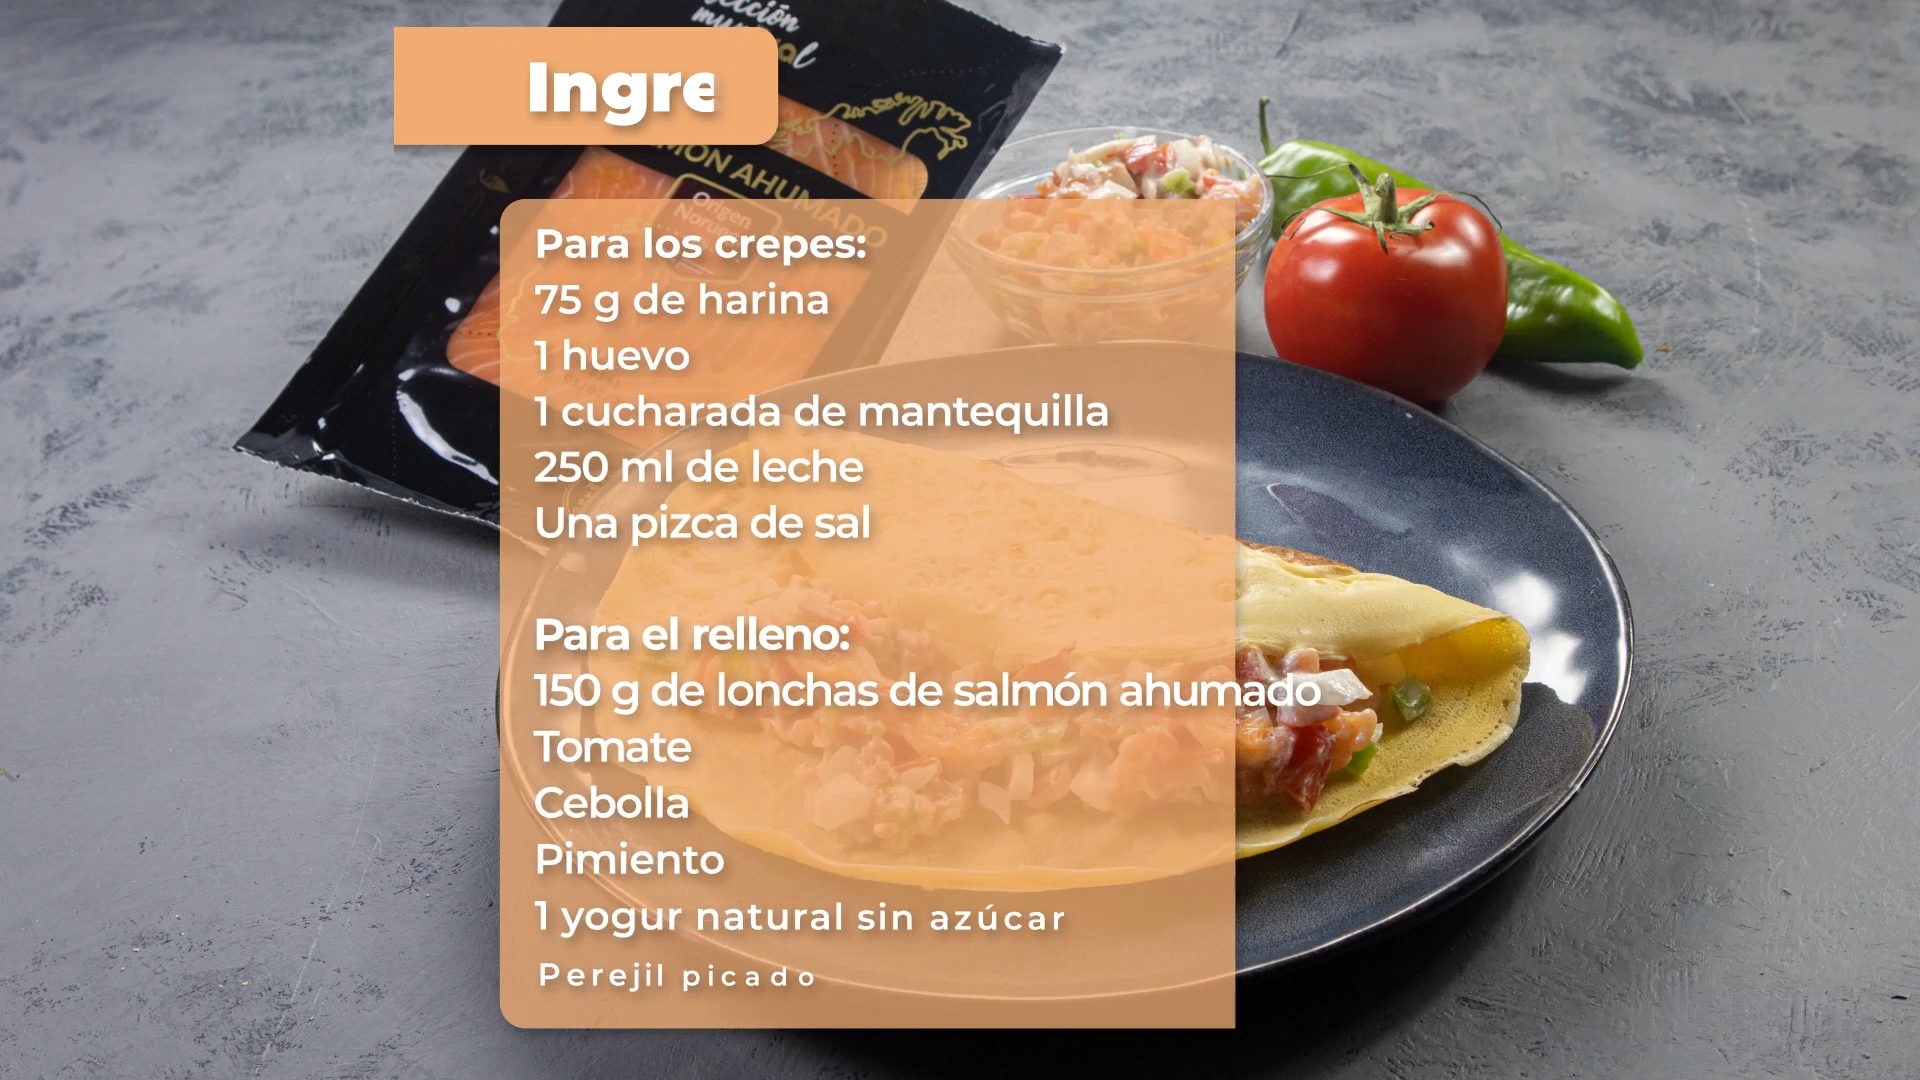 Ingre
Para los crepes:
75 g de harina
1 huevo
1 cucharada de mantequilla
250 ml de leche
Una pizca de sal
Para el relleno:
150 g de lonchas de salmón ahumado
Tomate
Cebolla
Pimiento
1 yogur natural sin azúcar
Perejil picado
AHUMADO
Origen